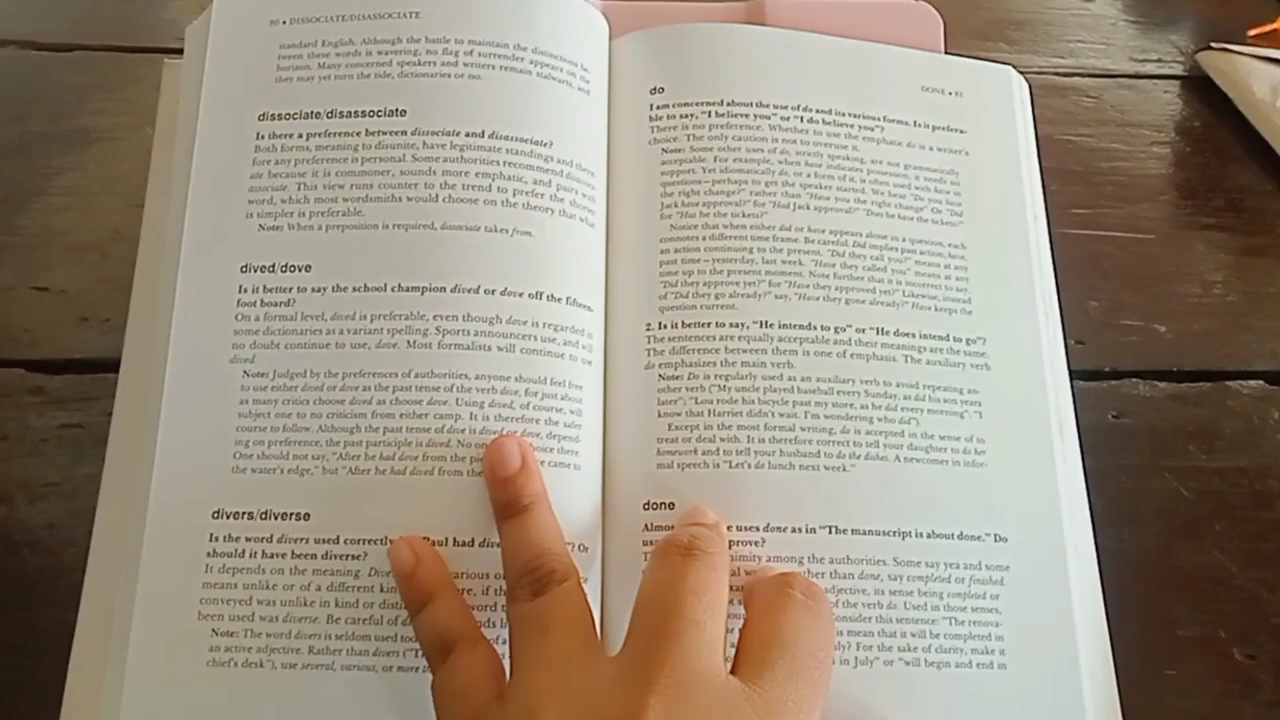 80 • DISSOCIATE/DISASSOCIATE
standard English. Although the battle to maintain the distinctions be-
tween these words is wavering, no flag of surrender appears on the
horizon. Many concerned speakers and writers remain stalwarts, and
they may yet turn the tide, dictionaries or no.
dissociate/disassociate
Is there a preference between dissociate and disassociate?
Both forms, meaning to disunite, have legitimate standings and there-
fore any preference is personal. Some authorities recommend dissoci-
ate because it is commoner, sounds more emphatic, and pairs with
associate. This view runs counter to the trend to prefer the shorter
word, which most wordsmiths would choose on the theory that what
is simpler is preferable.
Note: When a preposition is required, dissociate takes from.
dived/dove
Is it better to say the school champion dived or dove off the fifteen-
foot board?
On a formal level, dived is preferable, even though dove is regarded in
some dictionaries as a variant spelling. Sports announcers use, and will
no doubt continue to use, dove. Most formalists will continue to use
dived.
Note: Judged by the preferences of authorities, anyone should feel free
to use either dived or dove as the past tense of the verb dive, for just about
as many critics choose dived as choose dove. Using dived, of course, will
subject one to no criticism from either camp. It is therefore the safer
course to follow. Although the past tense of dive is dived or dove, depend-
ing on preference, the past participle is dived. No choice there.
One should not say, "After he had dove from the came to
the water's edge," but "After he had dived from the
divers/diverse
Is the word divers used correctly Paul had ?" Or
should it have been diverse?
It depends on the meaning. various
means unlike or of a different if
conveyed was unlike in kind or word
been used was diverse. Be careful of
Note: The word divers is seldom used of a
an active adjective. Rather than divers
chief's desk"), use several, various, or more
DONE • 81
do
I am concerned about the use of do and its various forms. Is it prefera-
ble to say, "I believe you" or "I do believe you"?
There is no preference. Whether to use the emphatic do is a writer's
choice. The only caution is not to overuse it.
Note: Some other uses of do, strictly speaking, are not grammatically
acceptable. For example, when have indicates possession, it needs no
support. Yet idiomatically do, or a form of it, is often used with have in
questions—perhaps to get the speaker started. We hear "Do you have
the right change?" rather than "Have you the right change" Or "Did
Jack have approval?" for "Had Jack approval?" "Does he have the tickets?"
for "Has he the tickets?"
Notice that when either did or have appears alone in a question, each
connotes a different time frame. Be careful. Did implies past action; have,
an action continuing to the present. "Did they call you?" means at any
past time—yesterday, last week. "Have they called you" means at any
time up to the present moment. Note further that it is incorrect to say,
"Did they approve yet?" for "Have they approved yet?" Likewise, instead
of "Did they go already?" say, "Have they gone already?" Have keeps the
question current.
2. Is it better to say, "He intends to go" or "He does intend to go"?
The sentences are equally acceptable and their meanings are the same.
The difference between them is one of emphasis. The auxiliary verb
do emphasizes the main verb.
Note: Do is regularly used as an auxiliary verb to avoid repeating an-
other verb ("My uncle played baseball every Sunday, as did his son years
later"; "Lou rode his bicycle past my store, as he did every morning"; "I
know that Harriet didn't wait. I'm wondering who did").
Except in the most formal writing, do is accepted in the sense of to
treat or deal with. It is therefore correct to tell your daughter to do her
homework and to tell your husband to do the dishes. A newcomer in infor-
mal speech is "Let's do lunch next week."
done
uses done as in "The manuscript is about done." Do
prove?
among the authorities. Some say yea and some
rather than done, say completed or finished.
adjective, its sense being completed or
of the verb do. Used in those senses,
Consider this sentence: "The renova-
is mean that it will be completed in
For the sake of clarity, make it
in July" or "will begin and end in